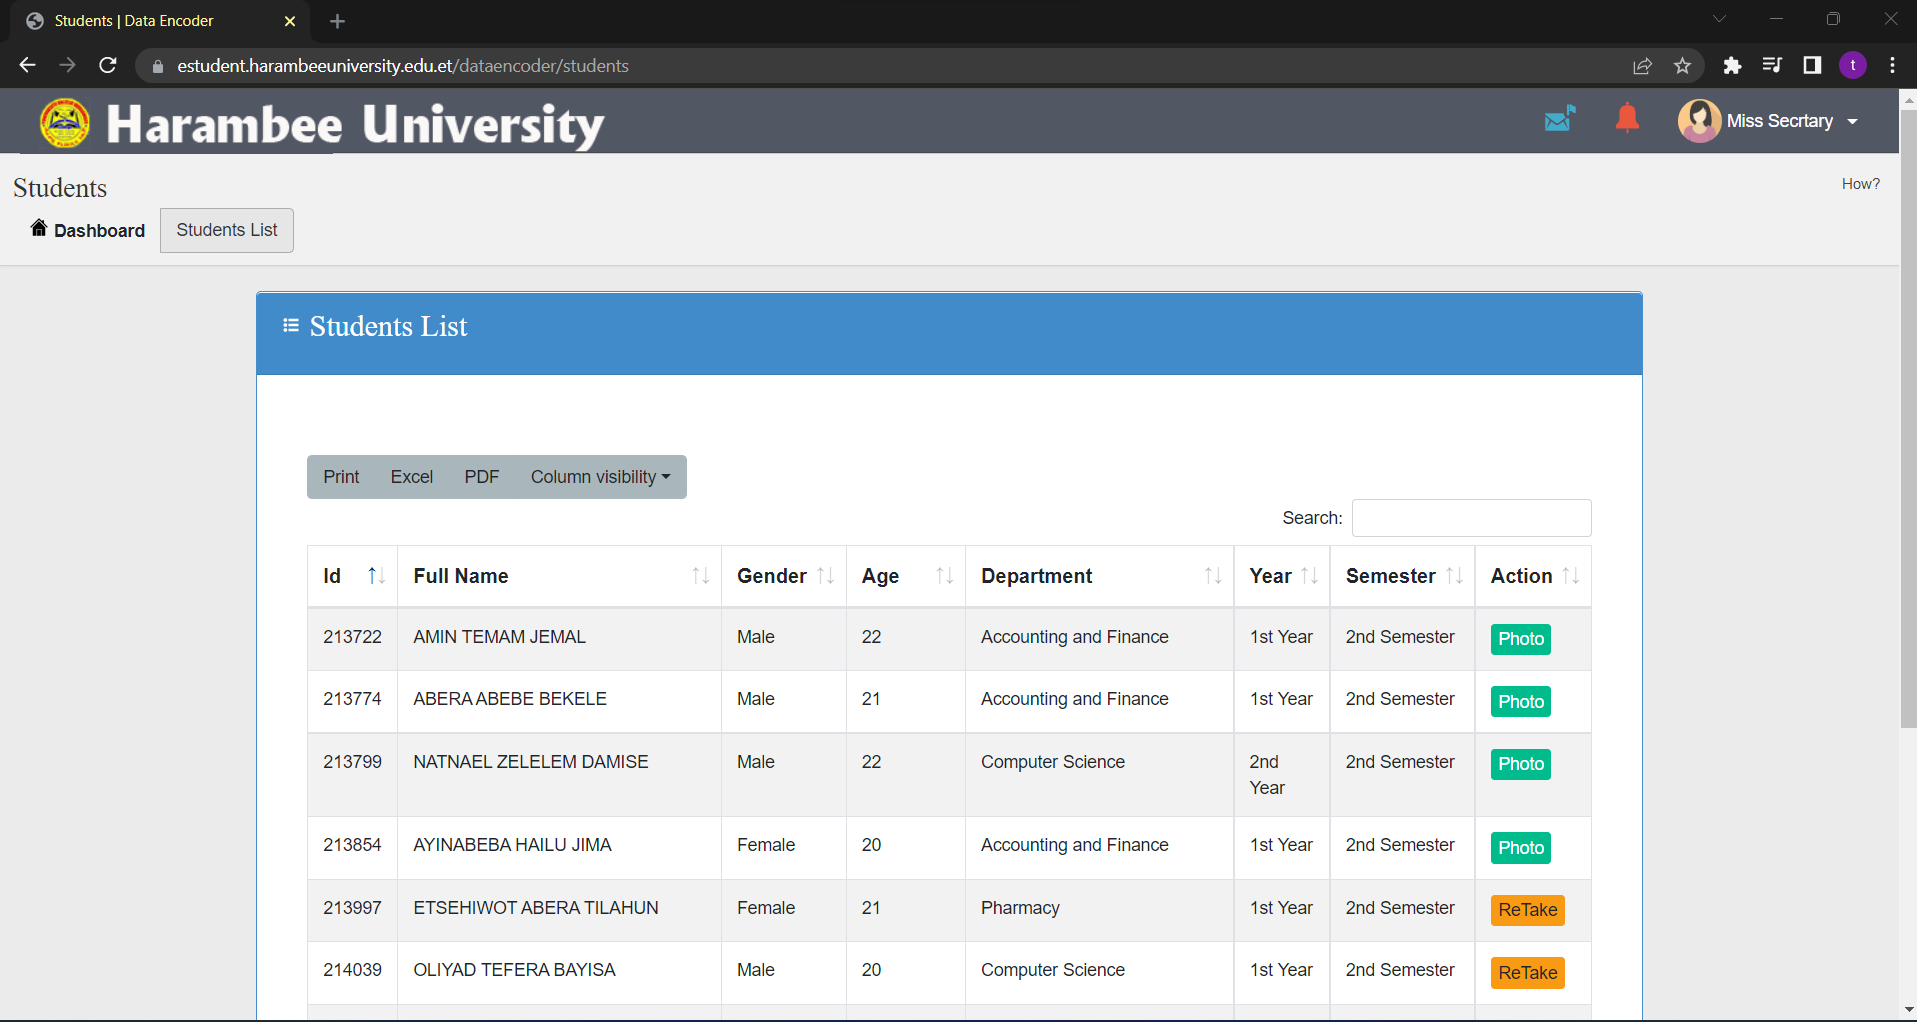 Students | Data Encoder
estudent.harambeeuniversity.edu.et/dataencoder/students
t
Harambee University
Miss Secrtary
Students
How?
Dashboard
Students List
Students List
Print Excel PDF Column visibility
Search:
Id Full Name Gender Age Department Year Semester Action
213722 AMIN TEMAM JEMAL Male 22 Accounting and Finance 1st Year 2nd Semester Photo
213774 ABERA ABEBE BEKELE Male 21 Accounting and Finance 1st Year 2nd Semester Photo
213799 NATNAEL ZELELEM DAMISE Male 22 Computer Science 2nd Year 2nd Semester Photo
213854 AYINABEBA HAILU JIMA Female 20 Accounting and Finance 1st Year 2nd Semester Photo
213997 ETSEHIWOT ABERA TILAHUN Female 21 Pharmacy 1st Year 2nd Semester ReTake
214039 OLIYAD TEFERA BAYISA Male 20 Computer Science 1st Year 2nd Semester ReTake